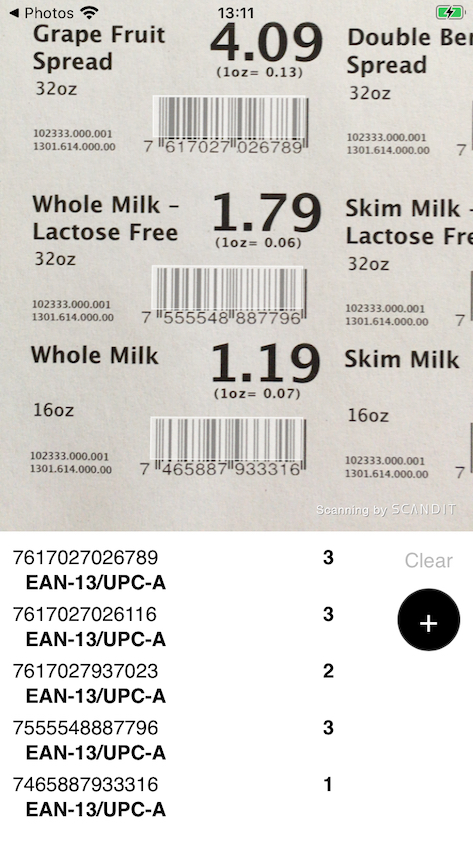 Photos 13:11
Grape Fruit
Spread
32oz
4.09
(1oz= 0.13)
102333.000.001
1301.614.000.00
7 617027 026789
Double
Spread
32oz
102333.000.001
1301.614.000.00
7
Whole Milk –
Lactose Free
32oz
1.79
(1oz= 0.06)
102333.000.001
1301.614.000.00
7 555548 887796
Skim Milk -
Lactose
32oz
102333.000.001
1301.614.000.00
7
Whole Milk
16oz
1.19
(1oz= 0.07)
102333.000.001
1301.614.000.00
7 465887 933316
Skim Milk
16oz
102333.000.001
1301.614.000.00
7
Scanning by SCANDIT
7617027026789 3
EAN-13/UPC-A
7617027026116 3
EAN-13/UPC-A
7617027937023 2
EAN-13/UPC-A
7555548887796 3
EAN-13/UPC-A
7465887933316 1
EAN-13/UPC-A
Clear
+